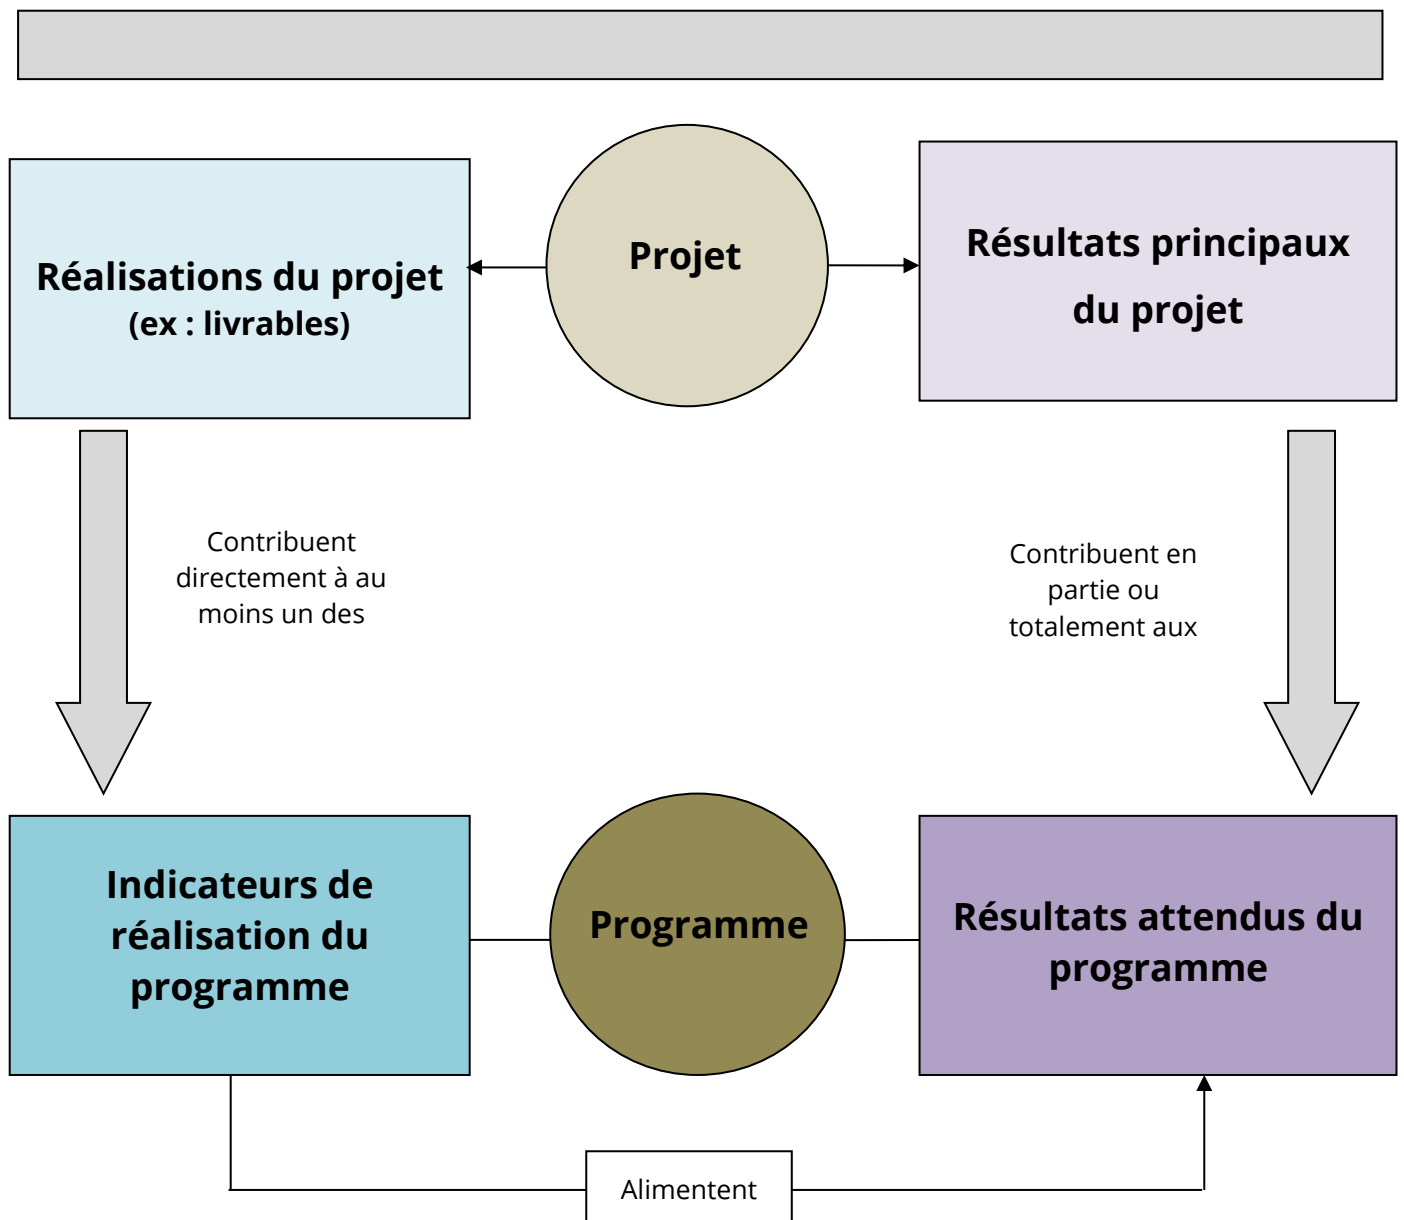 Projet
Réalisations du projet
(ex : livrables)
Résultats principaux
du projet
Contribuent
directement à au
moins un des
Contribuent en
partie ou
totalement aux
Indicateurs de
réalisation du
programme
Programme
Résultats attendus du
programme
Alimentent